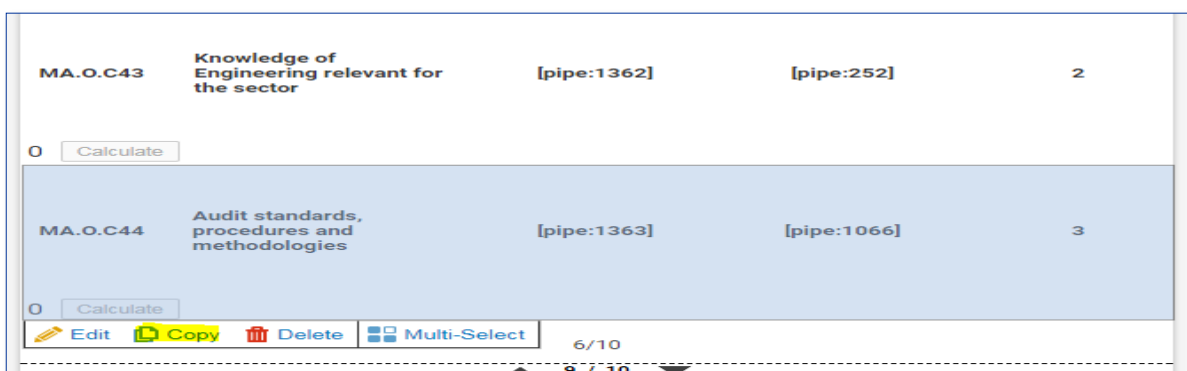 MA.O.C43 Knowledge of Engineering relevant for the sector [pipe:1362] [pipe:252] 2
0 Calculate
MA.O.C44 Audit standards, procedures and methodologies [pipe:1363] [pipe:1066] 3
0 Calculate
Edit Copy Delete Multi-Select
6/10